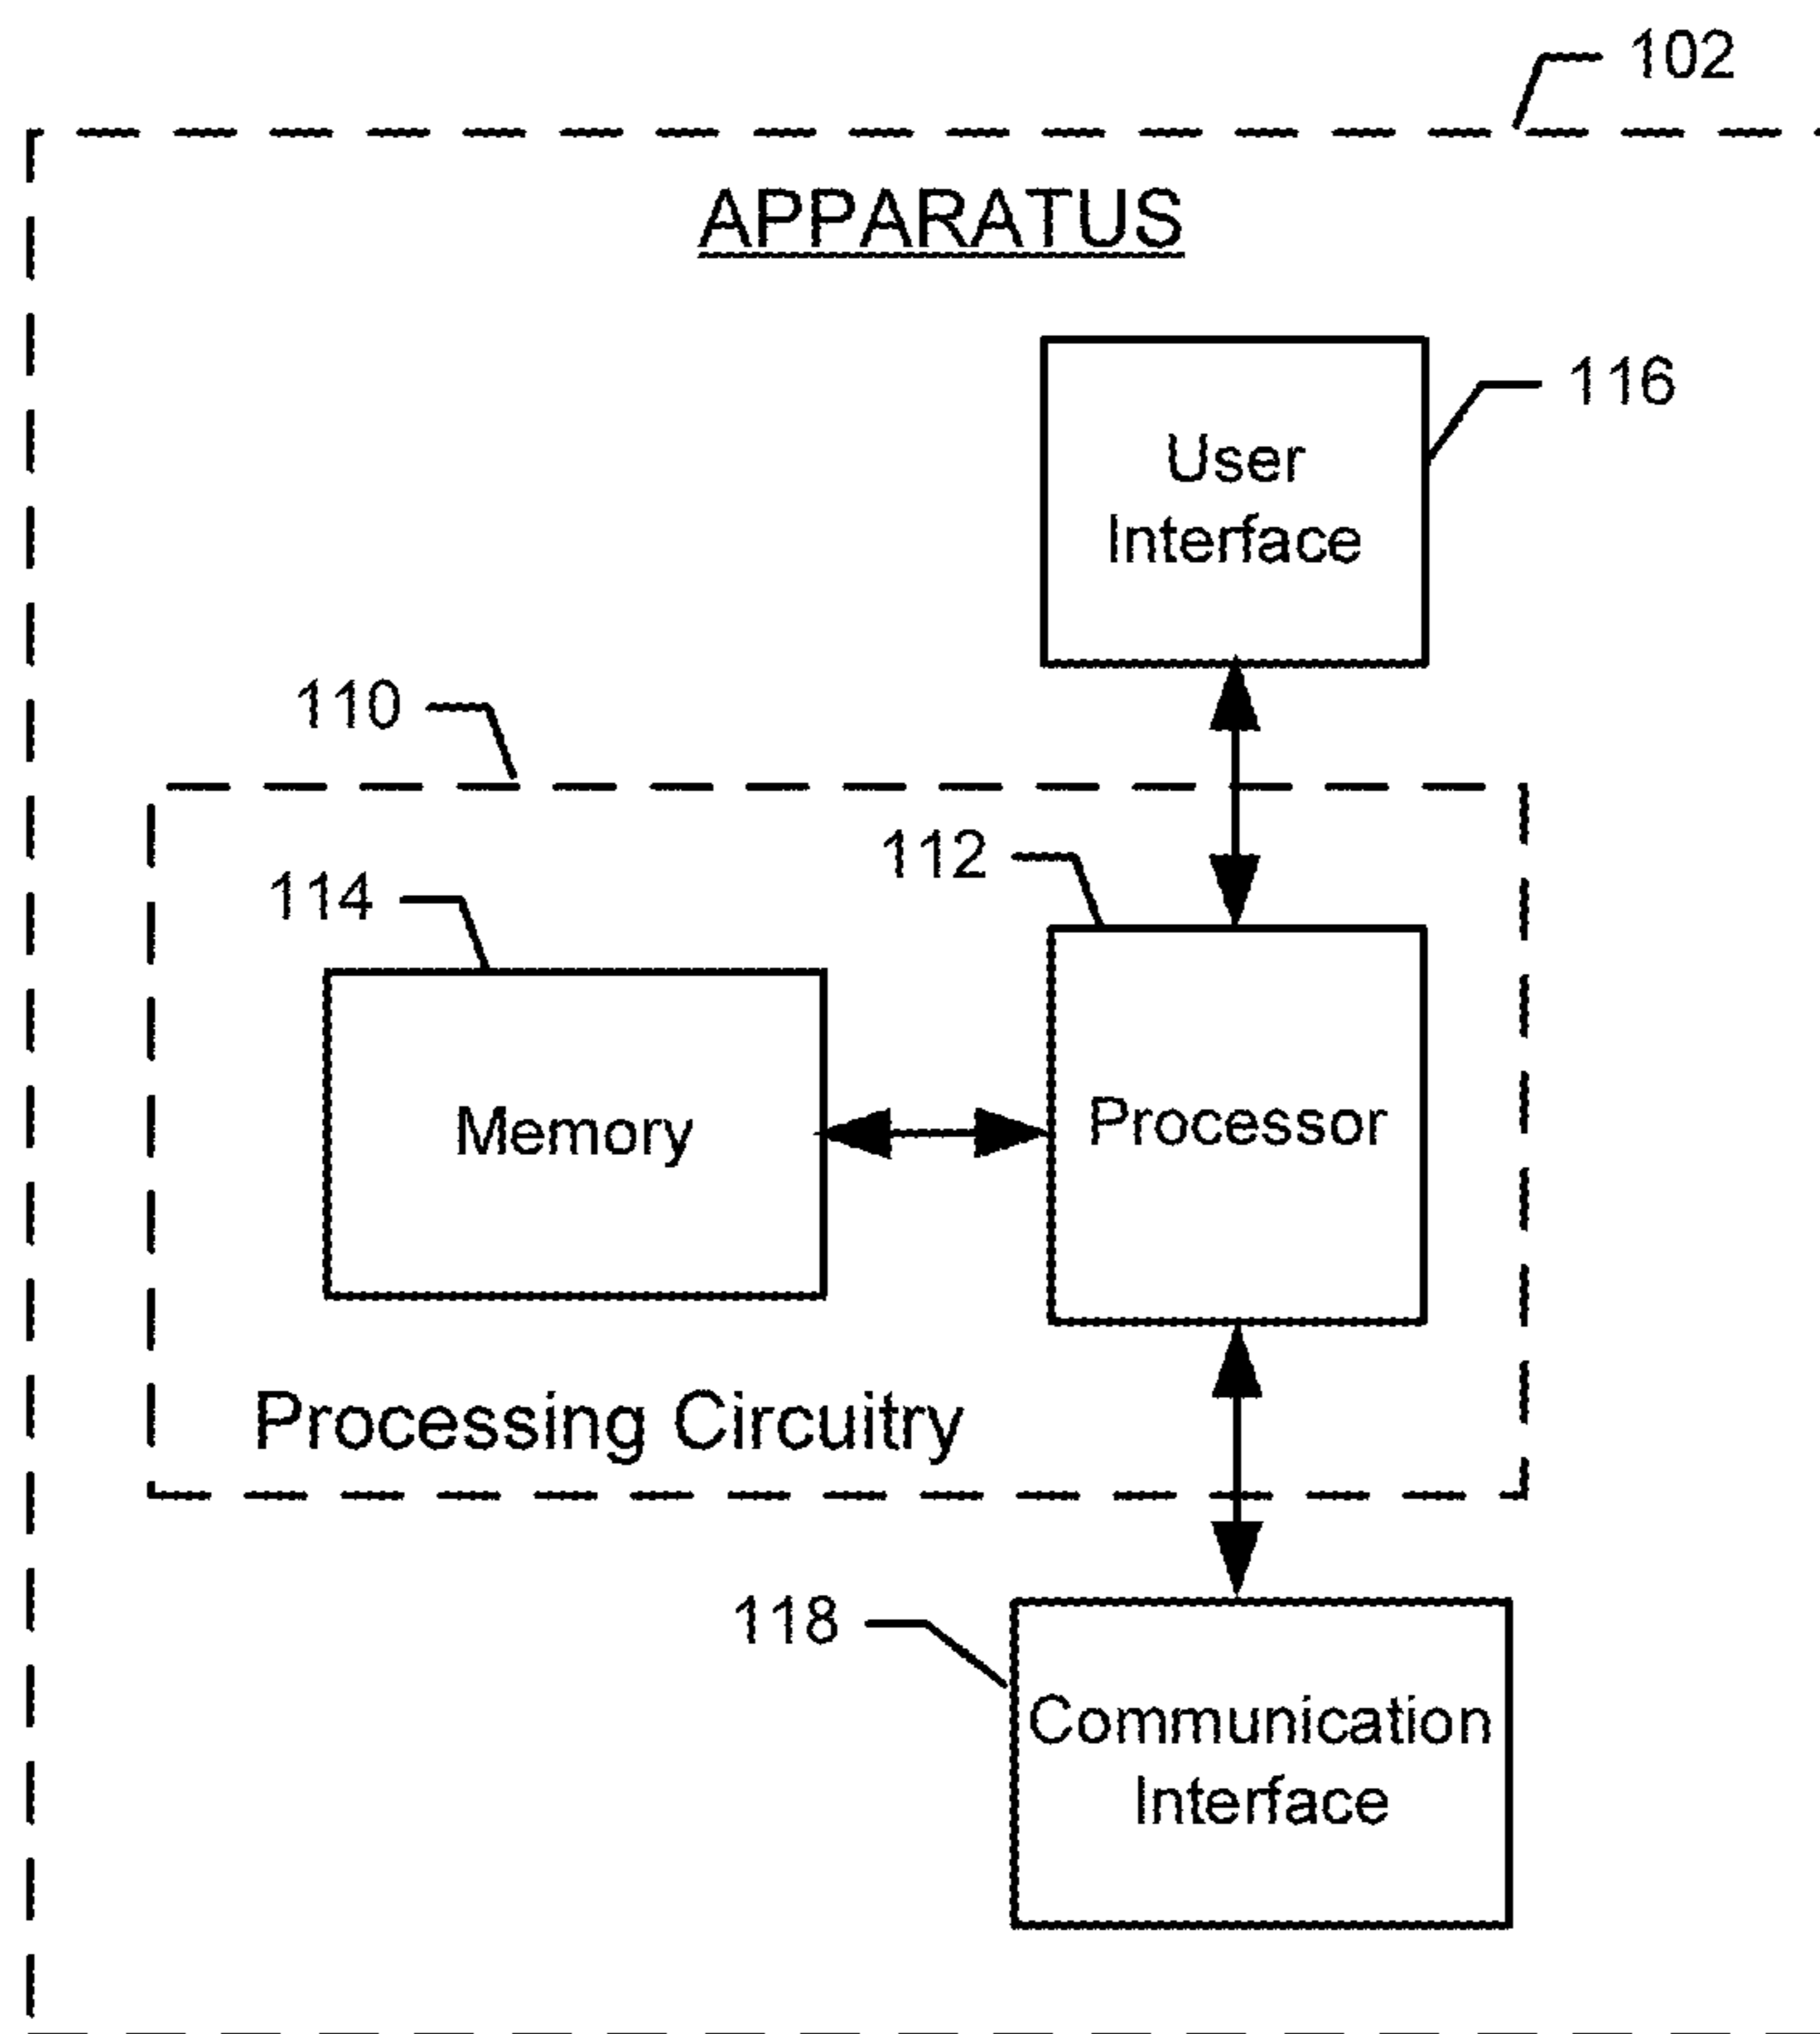 102
APPARATUS
116
User
Interface
110
112
114
Memory
Processor
Processing Circuitry
118
Communication
Interface